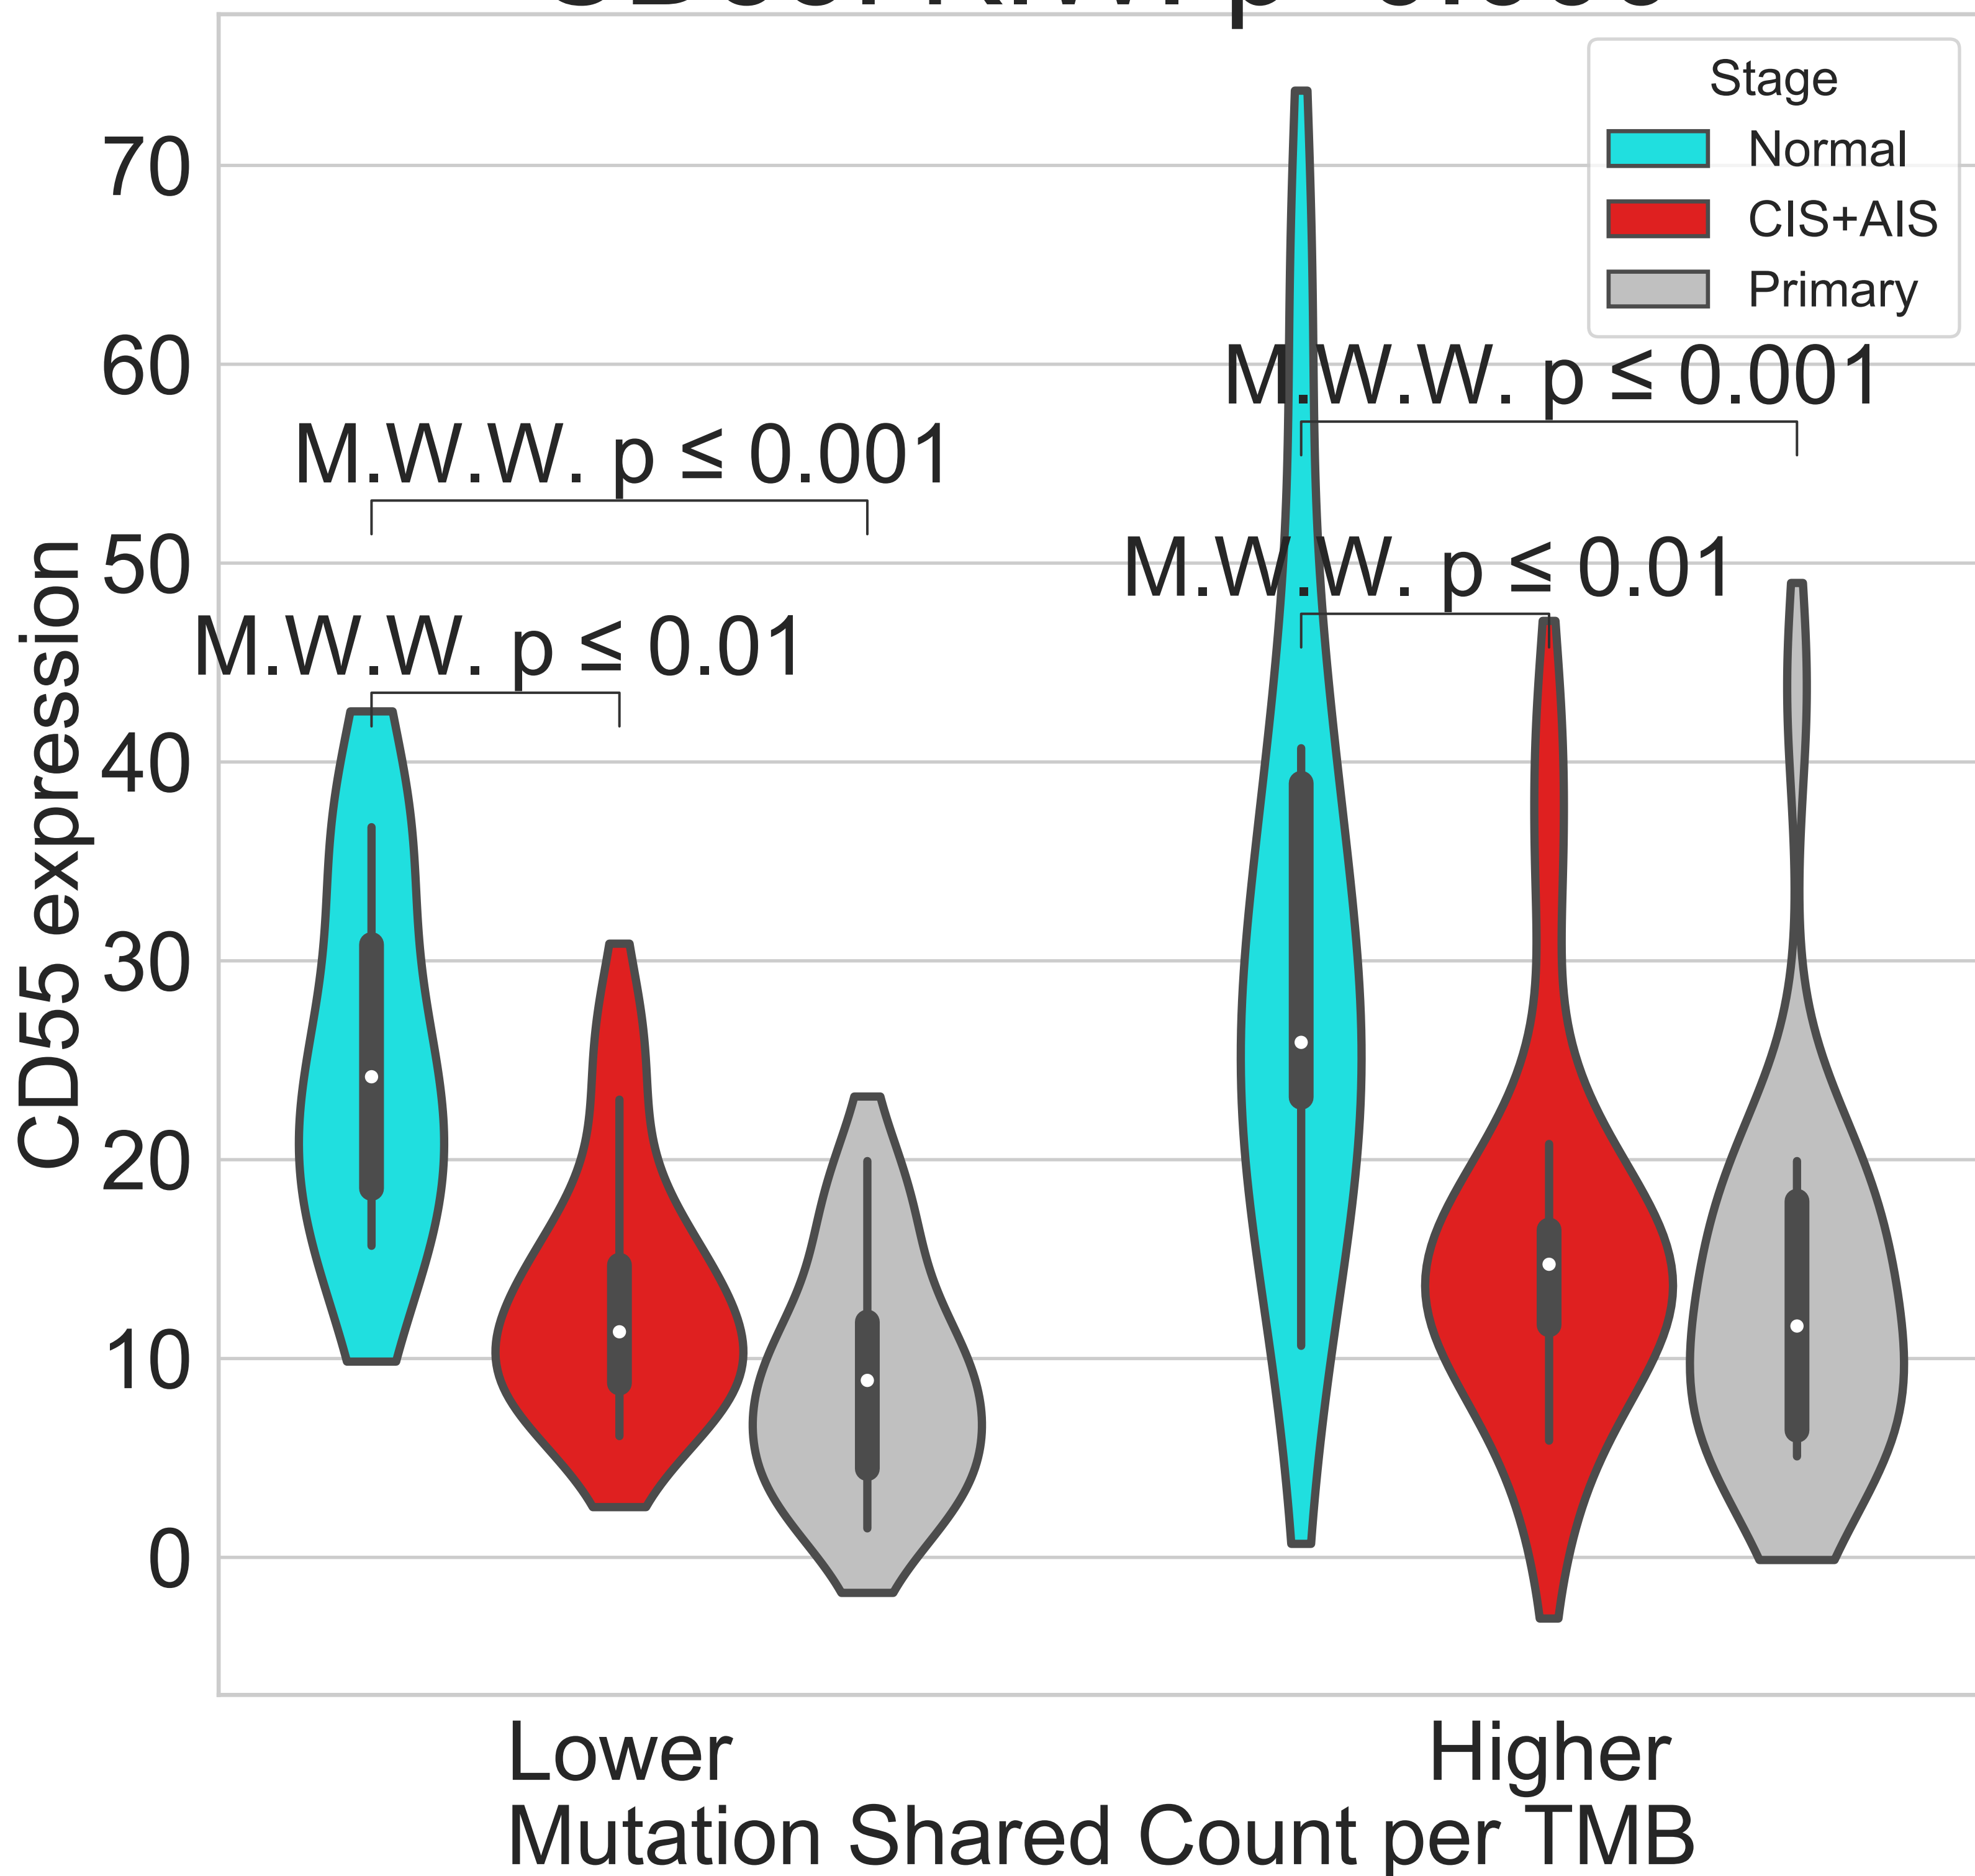 Stage
Normal
CIS+AIS
Primary
70
60
50
40
30
20
10
0
CD55 expression
M.W.W. p ≤ 0.001
M.W.W. p ≤ 0.01
M.W.W. p ≤ 0.001
M.W.W. p ≤ 0.01
Lower
Higher
Mutation Shared Count per TMB